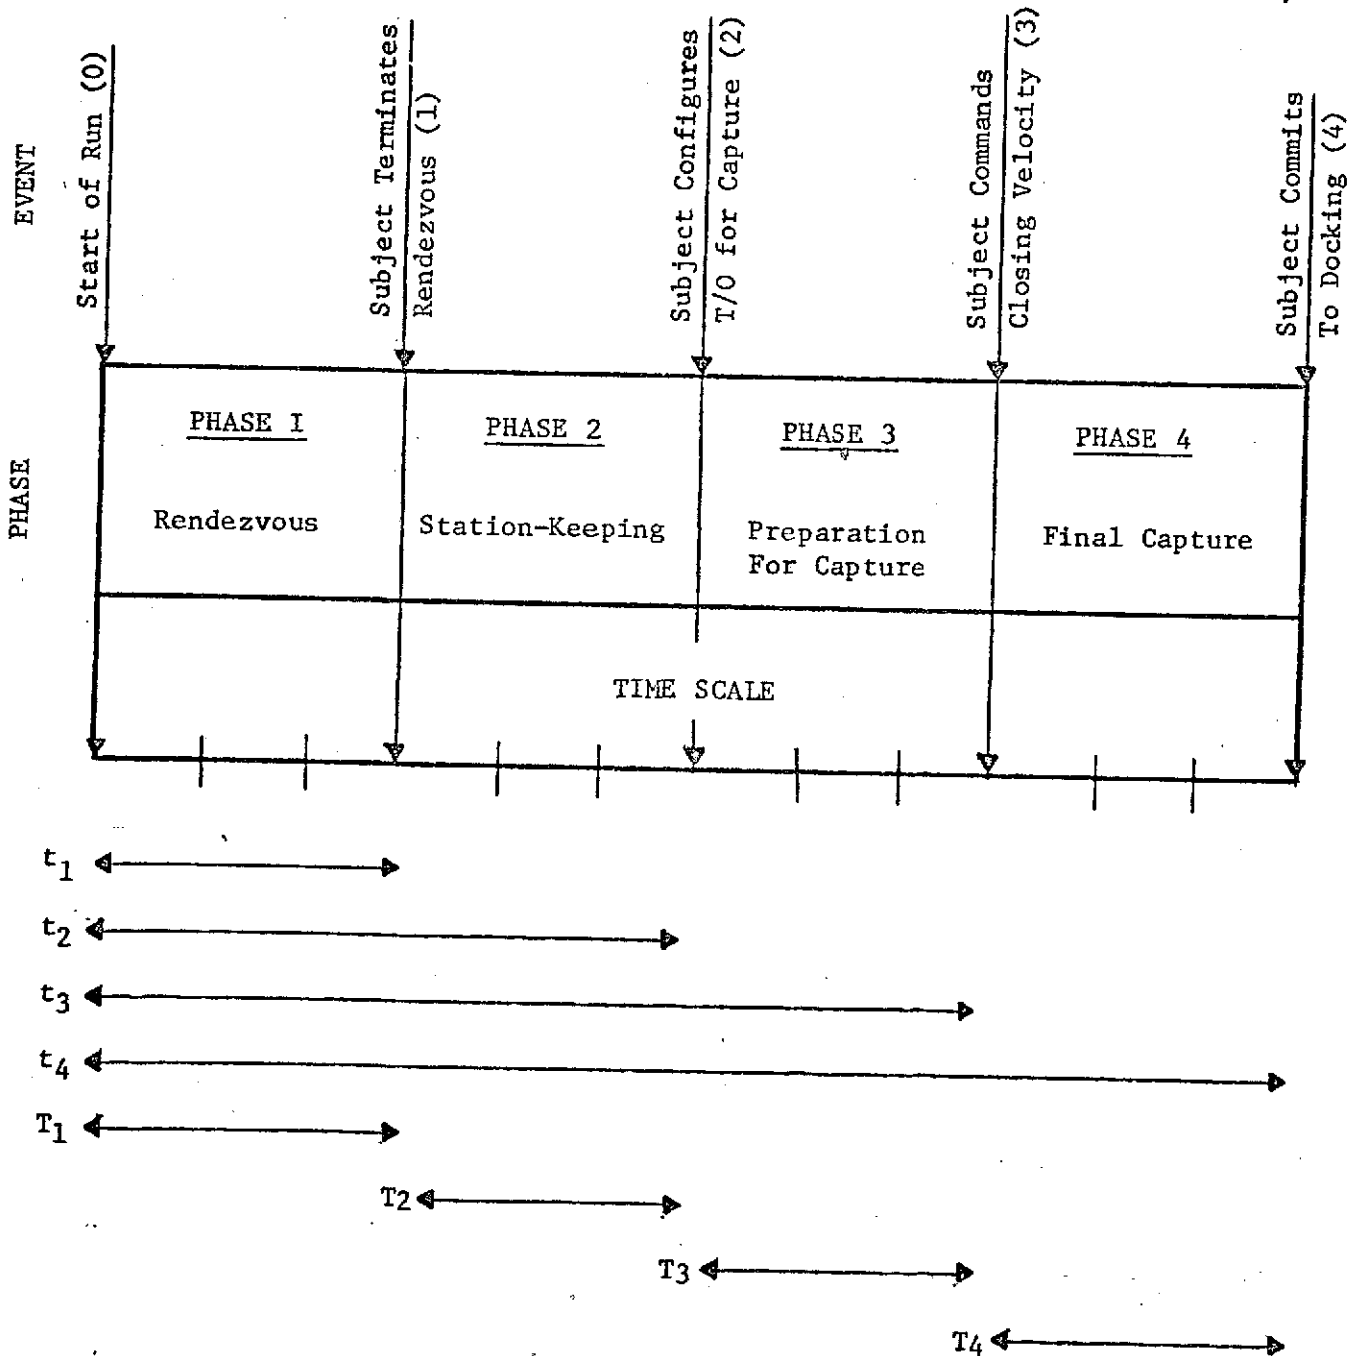 EVENT
Start of Run (0)
Subject Terminates
Rendezvous (1)
Subject Configures
T/O for Capture (2)
Subject Commands
Closing Velocity (3)
Subject Commits
To Docking (4)
PHASE
PHASE I
Rendezvous
PHASE 2
Station-Keeping
PHASE 3
Preparation
For Capture
PHASE 4
Final Capture
TIME SCALE
t1
t2
t3
t4
T1
T2
T3
T4